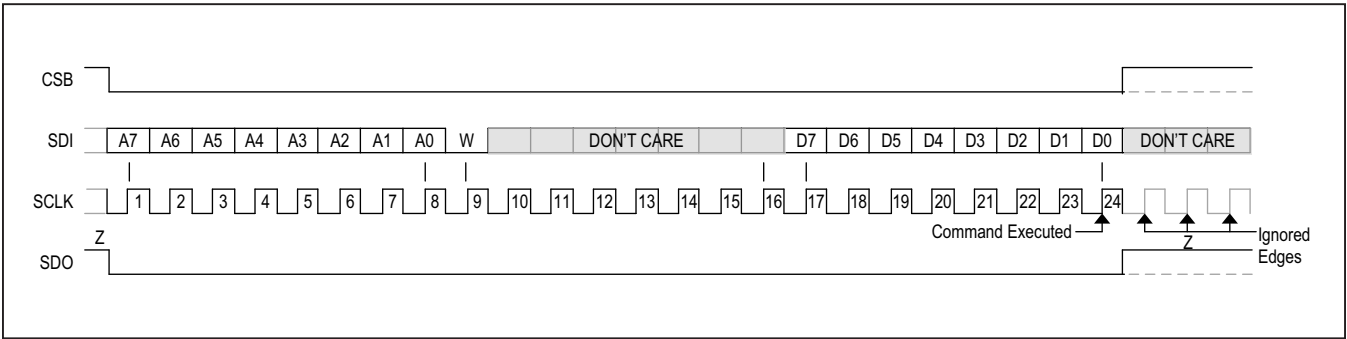 CSB
SDI A7 A6 A5 A4 A3 A2 A1 A0 W DON'T CARE D7 D6 D5 D4 D3 D2 D1 D0 DON'T CARE
SCLK 1 2 3 4 5 6 7 8 9 10 11 12 13 14 15 16 17 18 19 20 21 22 23 24
Command Executed Ignored
Z Z Edges
SDO